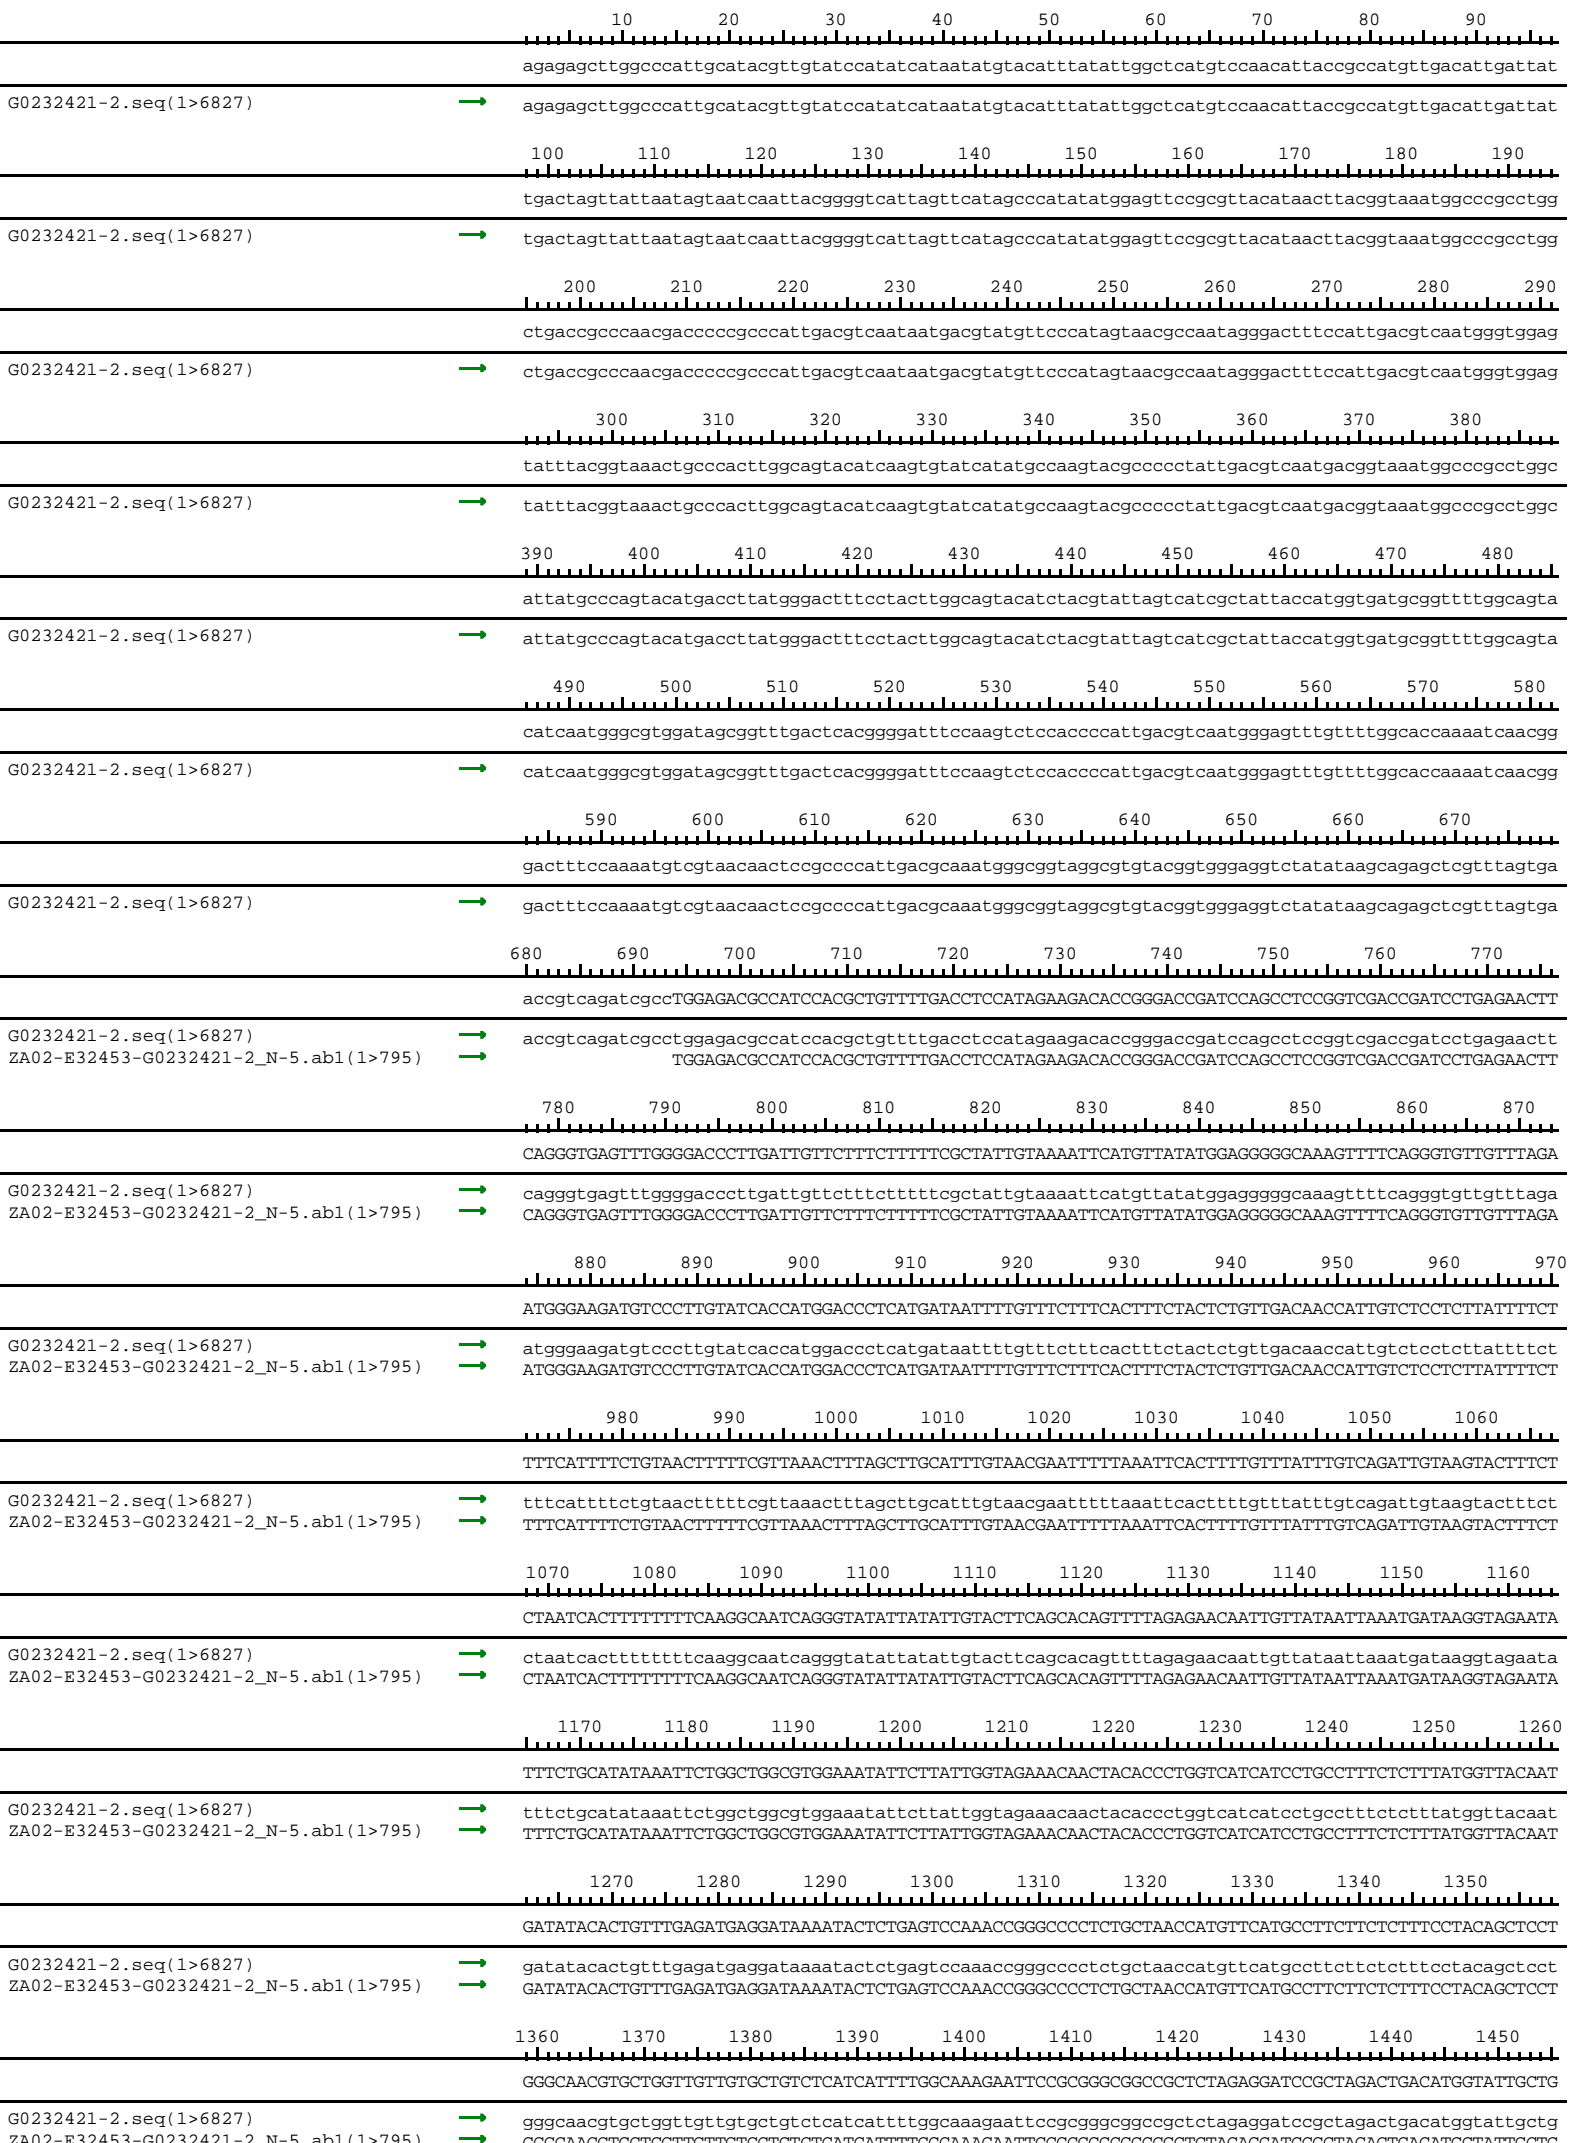 10 20 30 40 50 60 70 80 90
agagagcttggcccattgcatacgttgtatccatatcataatatgtacatttatattggctcatgtccaacattaccgccatgttgacattgattat
G0232421-2.seq(1>6827) agagagcttggcccattgcatacgttgtatccatatcataatatgtacatttatattggctcatgtccaacattaccgccatgttgacattgattat
100 110 120 130 140 150 160 170 180 190
tgactagttattaatagtaatcaattacggggtcattagttcatagcccatatatggagttccgcgttacataacttacggtaaatggcccgcctgg
G0232421-2.seq(1>6827) tgactagttattaatagtaatcaattacggggtcattagttcatagcccatatatggagttccgcgttacataacttacggtaaatggcccgcctgg
200 210 220 230 240 250 260 270 280 290
ctgaccgcccaacgacccccgcccattgacgtcaataatgacgtatgttcccatagtaacgccaatagggactttccattgacgtcaatgggtggag
G0232421-2.seq(1>6827) ctgaccgcccaacgacccccgcccattgacgtcaataatgacgtatgttcccatagtaacgccaatagggactttccattgacgtcaatgggtggag
300 310 320 330 340 350 360 370 380
tatttacggtaaactgcccacttggcagtacatcaagtgtatcatatgccaagtacgccccctattgacgtcaatgacggtaaatggcccgcctggc
G0232421-2.seq(1>6827) tatttacggtaaactgcccacttggcagtacatcaagtgtatcatatgccaagtacgccccctattgacgtcaatgacggtaaatggcccgcctggc
390 400 410 420 430 440 450 460 470 480
attatgcccagtacatgaccttatgggactttcctacttggcagtacatctacgtattagtcatcgctattaccatggtgatgcggttttggcagta
G0232421-2.seq(1>6827) attatgcccagtacatgaccttatgggactttcctacttggcagtacatctacgtattagtcatcgctattaccatggtgatgcggttttggcagta
490 500 510 520 530 540 550 560 570 580
catcaatgggcgtggatagcggtttgactcacggggatttccaagtctccaccccattgacgtcaatgggagtttgttttggcaccaaaatcaacgg
G0232421-2.seq(1>6827) catcaatgggcgtggatagcggtttgactcacggggatttccaagtctccaccccattgacgtcaatgggagtttgttttggcaccaaaatcaacgg
590 600 610 620 630 640 650 660 670
gactttccaaaatgtcgtaacaactccgccccattgacgcaaatgggcggtaggcgtgtacggtgggaggtctatataagcagagctcgtttagtga
G0232421-2.seq(1>6827) gactttccaaaatgtcgtaacaactccgccccattgacgcaaatgggcggtaggcgtgtacggtgggaggtctatataagcagagctcgtttagtga
680 690 700 710 720 730 740 750 760 770
accgtcagatcgccTGGAGACGCCATCCACGCTGTTTTGACCTCCATAGAAGACACCGGGACCGATCCAGCCTCCGGTCGACCGATCCTGAGAACTT
G0232421-2.seq(1>6827) accgtcagatcgcctggagacgccatccacgctgttttgacctccatagaagacaccgggaccgatccagcctccggtcgaccgatcctgagaactt
ZA02-E32453-G0232421-2_N-5.ab1(1>795) TGGAGACGCCATCCACGCTGTTTTGACCTCCATAGAAGACACCGGGACCGATCCAGCCTCCGGTCGACCGATCCTGAGAACTT
780 790 800 810 820 830 840 850 860 870
CAGGGTGAGTTTGGGGACCCTTGATTGTTCTTTCTTTTTCGCTATTGTAAAATTCATGTTATATGGAGGGGGCAAAGTTTTCAGGGTGTTGTTTAGA
G0232421-2.seq(1>6827) cagggtgagtttggggacccttgattgttctttctttttcgctattgtaaaattcatgttatatggagggggcaaagttttcagggtgttgtttaga
ZA02-E32453-G0232421-2_N-5.ab1(1>795) CAGGGTGAGTTTGGGGACCCTTGATTGTTCTTTCTTTTTCGCTATTGTAAAATTCATGTTATATGGAGGGGGCAAAGTTTTCAGGGTGTTGTTTAGA
880 890 900 910 920 930 940 950 960 970
ATGGGAAGATGTCCCTTGTATCACCATGGACCCTCATGATAATTTTGTTTCTTTCACTTTCTACTCTGTTGACAACCATTGTCTCCTCTTATTTTCT
G0232421-2.seq(1>6827) atgggaagatgtcccttgtatcaccatggaccctcatgataattttgtttctttcactttctactctgttgacaaccattgtctcctcttattttct
ZA02-E32453-G0232421-2_N-5.ab1(1>795) ATGGGAAGATGTCCCTTGTATCACCATGGACCCTCATGATAATTTTGTTTCTTTCACTTTCTACTCTGTTGACAACCATTGTCTCCTCTTATTTTCT
980 990 1000 1010 1020 1030 1040 1050 1060
TTTCATTTTCTGTAACTTTTTCGTTAAACTTTAGCTTGCATTTGTAACGAATTTTTAAATTCACTTTTGTTTATTTGTCAGATTGTAAGTACTTTCT
G0232421-2.seq(1>6827) tttcattttctgtaactttttcgttaaactttagcttgcatttgtaacgaatttttaaattcacttttgtttatttgtcagattgtaagtactttct
ZA02-E32453-G0232421-2_N-5.ab1(1>795) TTTCATTTTCTGTAACTTTTTCGTTAAACTTTAGCTTGCATTTGTAACGAATTTTTAAATTCACTTTTGTTTATTTGTCAGATTGTAAGTACTTTCT
1070 1080 1090 1100 1110 1120 1130 1140 1150 1160
CTAATCACTTTTTTTTCAAGGCAATCAGGGTATATTATATTGTACTTCAGCACAGTTTTAGAGAACAATTGTTATAATTAAATGATAAGGTAGAATA
G0232421-2.seq(1>6827) ctaatcacttttttttcaaggcaatcagggtatattatattgtacttcagcacagttttagagaacaattgttataattaaatgataaggtagaata
ZA02-E32453-G0232421-2_N-5.ab1(1>795) CTAATCACTTTTTTTTCAAGGCAATCAGGGTATATTATATTGTACTTCAGCACAGTTTTAGAGAACAATTGTTATAATTAAATGATAAGGTAGAATA
1170 1180 1190 1200 1210 1220 1230 1240 1250 1260
TTTCTGCATATAAATTCTGGCTGGCGTGGAAATATTCTTATTGGTAGAAACAACTACACCCTGGTCATCATCCTGCCTTTCTCTTTATGGTTACAAT
G0232421-2.seq(1>6827) tttctgcatataaattctggctggcgtggaaatattcttattggtagaaacaactacaccctggtcatcatcctgcctttctctttatggttacaat
ZA02-E32453-G0232421-2_N-5.ab1(1>795) TTTCTGCATATAAATTCTGGCTGGCGTGGAAATATTCTTATTGGTAGAAACAACTACACCCTGGTCATCATCCTGCCTTTCTCTTTATGGTTACAAT
1270 1280 1290 1300 1310 1320 1330 1340 1350
GATATACACTGTTTGAGATGAGGATAAAATACTCTGAGTCCAAACCGGGCCCCTCTGCTAACCATGTTCATGCCTTCTTCTCTTTCCTACAGCTCCT
G0232421-2.seq(1>6827) gatatacactgtttgagatgaggataaaatactctgagtccaaaccgggcccctctgctaaccatgttcatgccttcttctctttcctacagctcct
ZA02-E32453-G0232421-2_N-5.ab1(1>795) GATATACACTGTTTGAGATGAGGATAAAATACTCTGAGTCCAAACCGGGCCCCTCTGCTAACCATGTTCATGCCTTCTTCTCTTTCCTACAGCTCCT
1360 1370 1380 1390 1400 1410 1420 1430 1440 1450
GGGCAACGTGCTGGTTGTTGTGCTGTCTCATCATTTTGGCAAAGAATTCCGCGGGCGGCCGCTCTAGAGGATCCGCTAGACTGACATGGTATTGCTG
G0232421-2.seq(1>6827) gggcaacgtgctggttgttgtgctgtctcatcattttggcaaagaattccgcgggcggccgctctagaggatccgctagactgacatggtattgctg
ZA02-E32453-G0232421-2_N-5.ab1(1>795)